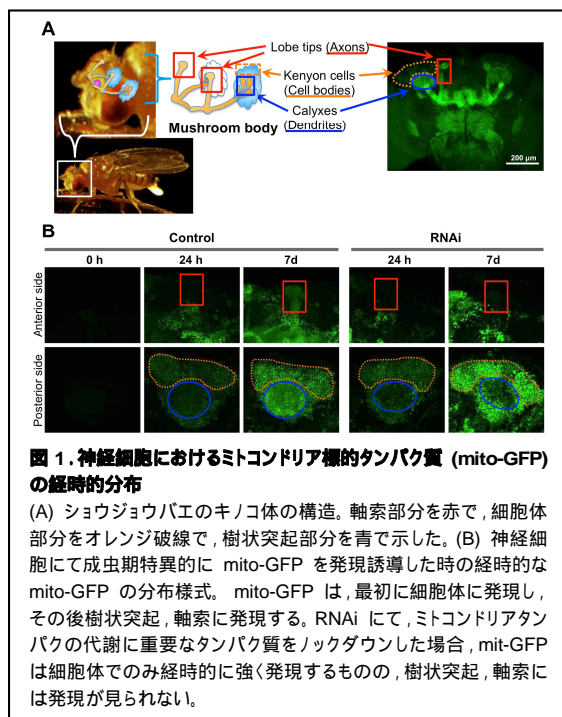 A
Lobe tips (Axons)
Kenyon cells
(Cell bodies)
Calyxes
(Dendrites)
Mushroom body
200 μm
B
Control
RNAi
0 h
24 h
7d
24 h
7d
Anterior side
Posterior side
図 1 . 神経細胞におけるミトコンドリア標的タンパク質 (mito-GFP)
の経時的分布
(A) ショウジョウバエのキノコ体の構造。軸索部分を赤で , 細胞体
部分をオレンジ破線で , 樹状突起部分を青で示した。(B) 神経細
胞にて成虫期特異的に mito-GFP を発現誘導した時の経時的な
mito-GFP の分布様式。 mito-GFP は , 最初に細胞体に発現し ,
その後樹状突起 , 軸索に発現する。RNAi にて , ミトコンドリアタン
パクの代謝に重要なタンパク質をノックダウンした場合 , mit-GFP
は細胞体でのみ経時的に強く発現するものの , 樹状突起 , 軸索に
は発現が見られない。